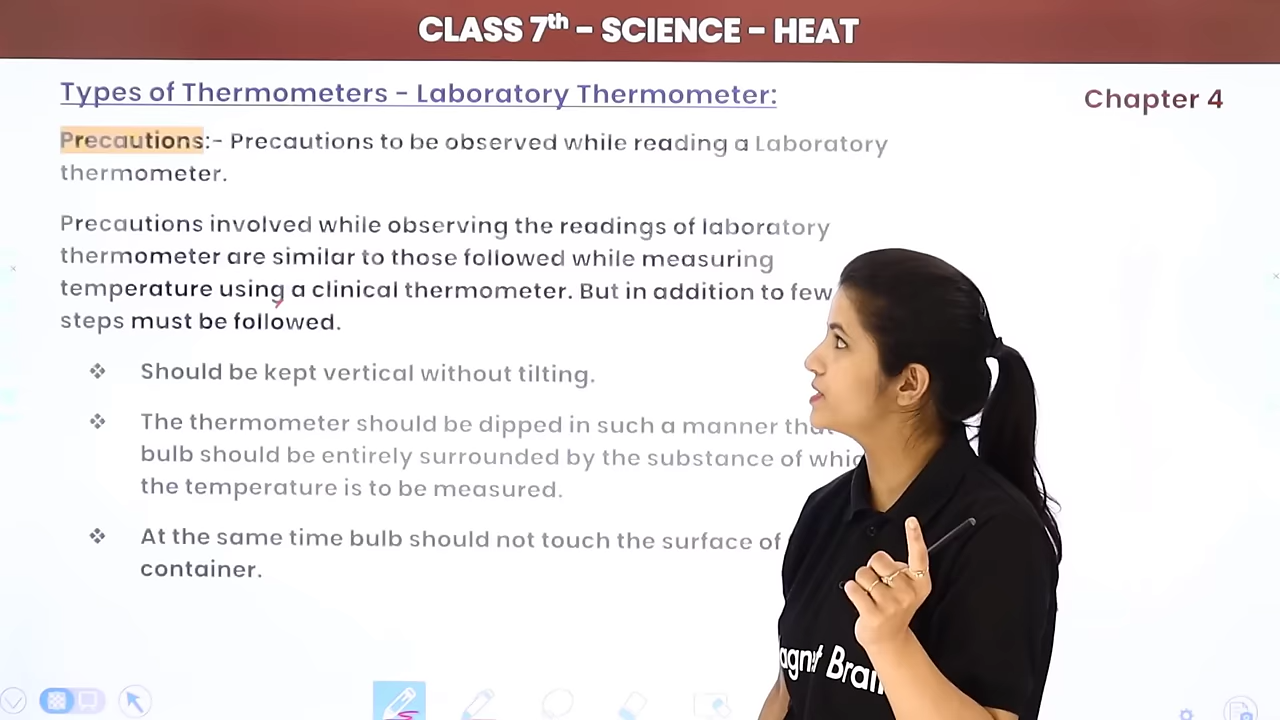 CLASS 7th - SCIENCE - HEAT
Types of Thermometers - Laboratory Thermometer:
Chapter 4
Precautions:- Precautions to be observed while reading a Laboratory
thermometer.
Precautions involved while observing the readings of laboratory
thermometer are similar to those followed while measuring
temperature using a clinical thermometer. But in addition to few
steps must be followed.
❖ Should be kept vertical without tilting.
❖ The thermometer should be dipped in such a manner
bulb should be entirely surrounded by the substance of
the temperature is to be measured.
❖ At the same time bulb should not touch the surface of
container.